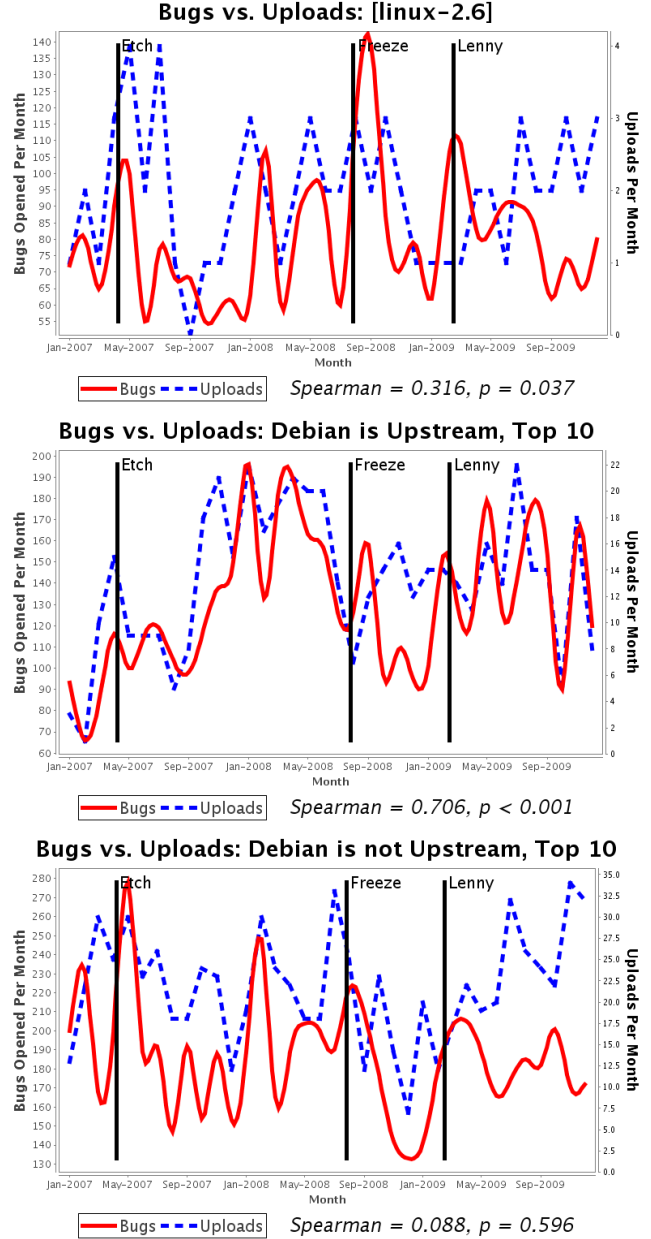 Bugs vs. Uploads: [linux-2.6]
Etch Freeze Lenny
140 135 130 125 120 115 110 105 100 95 90 85 80 75 70 65 60 55
Bugs Opened Per Month
4 3 2 1 0
Uploads Per Month
Jan-2007 May-2007 Sep-2007 Jan-2008 May-2008 Sep-2008 Jan-2009 May-2009 Sep-2009
Month
Bugs Uploads Spearman = 0.316, p = 0.037
Bugs vs. Uploads: Debian is Upstream, Top 10
Etch Freeze Lenny
200 190 180 170 160 150 140 130 120 110 100 90 80 70 60
Bugs Opened Per Month
22 20 18 16 14 12 10 8 6 4 2 0
Uploads Per Month
Jan-2007 May-2007 Sep-2007 Jan-2008 May-2008 Sep-2008 Jan-2009 May-2009 Sep-2009
Month
Bugs Uploads Spearman = 0.706, p < 0.001
Bugs vs. Uploads: Debian is not Upstream, Top 10
Etch Freeze Lenny
280 270 260 250 240 230 220 210 200 190 180 170 160 150 140 130
Bugs Opened Per Month
35.0 32.5 30.0 27.5 25.0 22.5 20.0 17.5 15.0 12.5 10.0 7.5 5.0 2.5 0.0
Uploads Per Month
Jan-2007 May-2007 Sep-2007 Jan-2008 May-2008 Sep-2008 Jan-2009 May-2009 Sep-2009
Month
Bugs Uploads Spearman = 0.088, p = 0.596